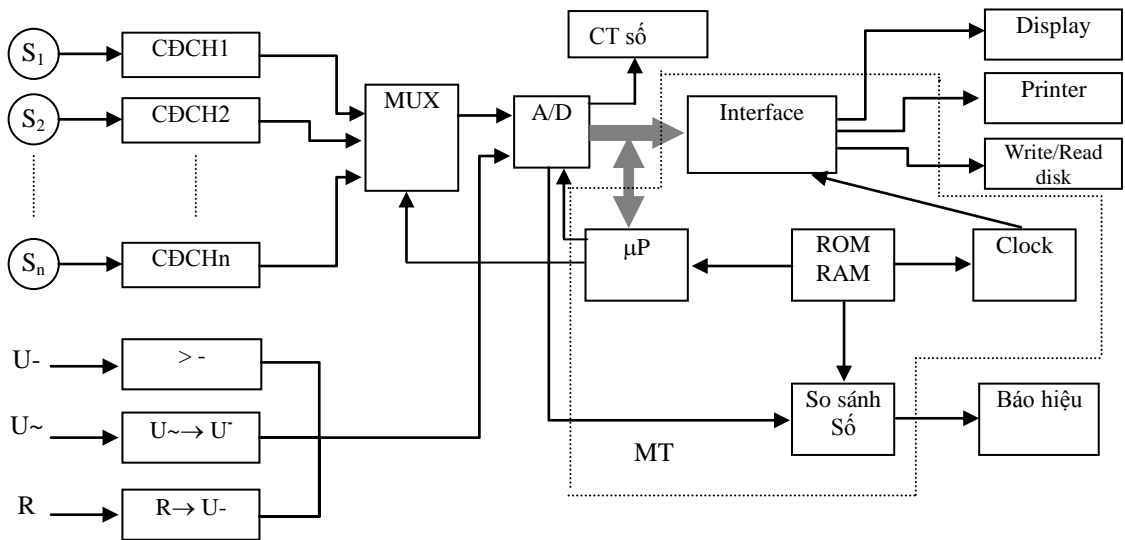 CT số
Display
S1
CĐCH1
MUX
A/D
Interface
Printer
S2
CĐCH2
Write/Read
disk
Sn
CĐCHn
μP
ROM
RAM
Clock
U-
> -
U~
U~→ U-
So sánh
Số
Báo hiệu
MT
R
R→ U-